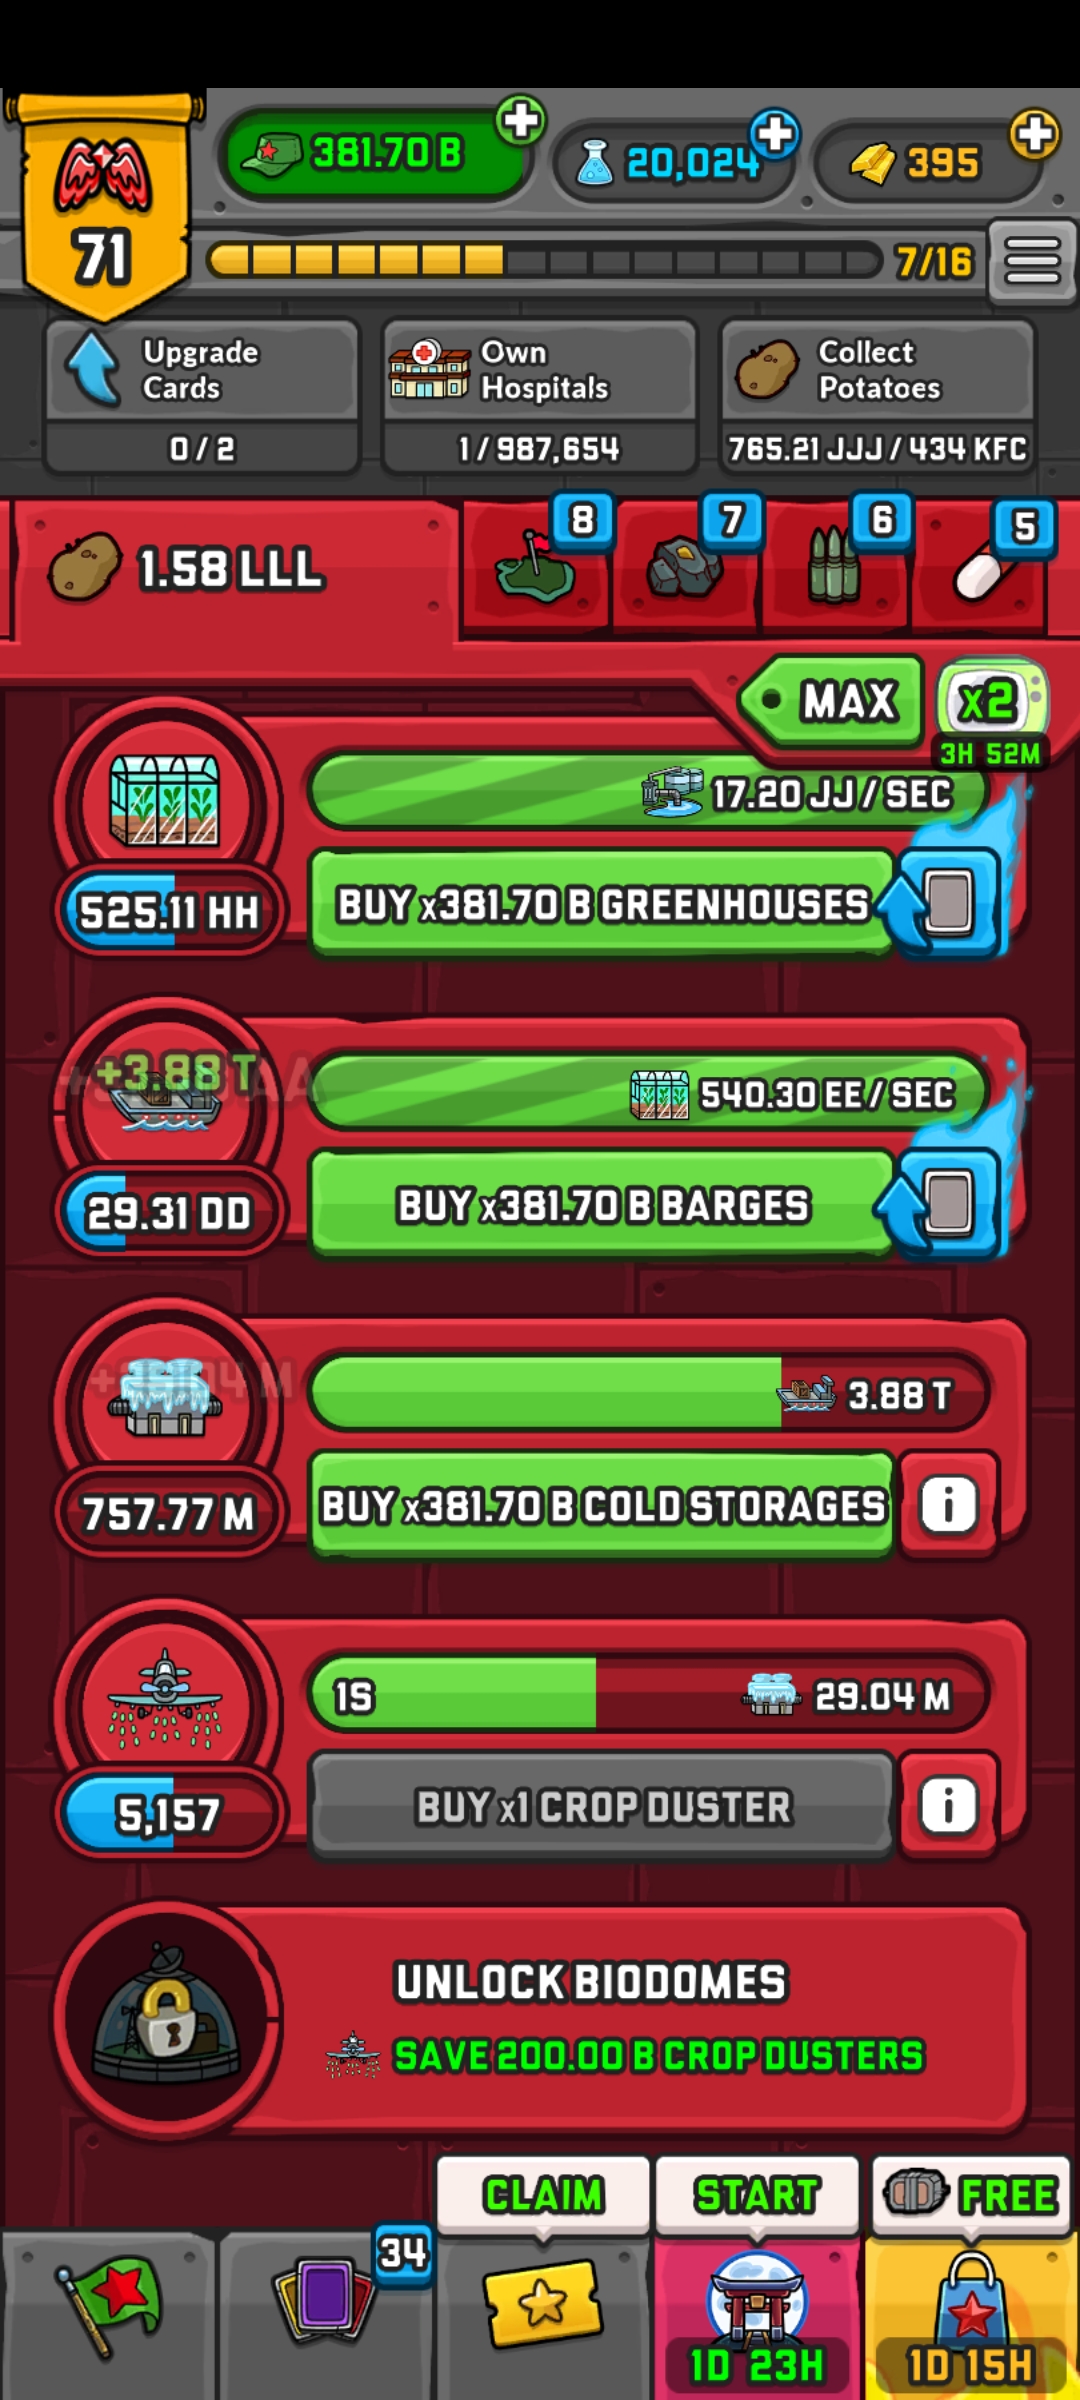 381.70 B
20,024
395
71
7/16
Upgrade
Cards
0 / 2
Own
Hospitals
1 / 987,654
Collect
Potatoes
765.21 JJJ / 434 KFC
1.58 LLL
8
7
6
5
MAX
x2
3H 52M
17.20 JJ / SEC
525.11 HH
BUY x381.70 B GREENHOUSES
+3.88 T
540.30 EE / SEC
29.31 DD
BUY x381.70 B BARGES
3.88 T
757.77 M
BUY x381.70 B COLD STORAGES
i
1S
29.04 M
5,157
BUY x1 CROP DUSTER
i
UNLOCK BIODOMES
SAVE 200.00 B CROP DUSTERS
CLAIM
START
FREE
34
1D 23H
1D 15H